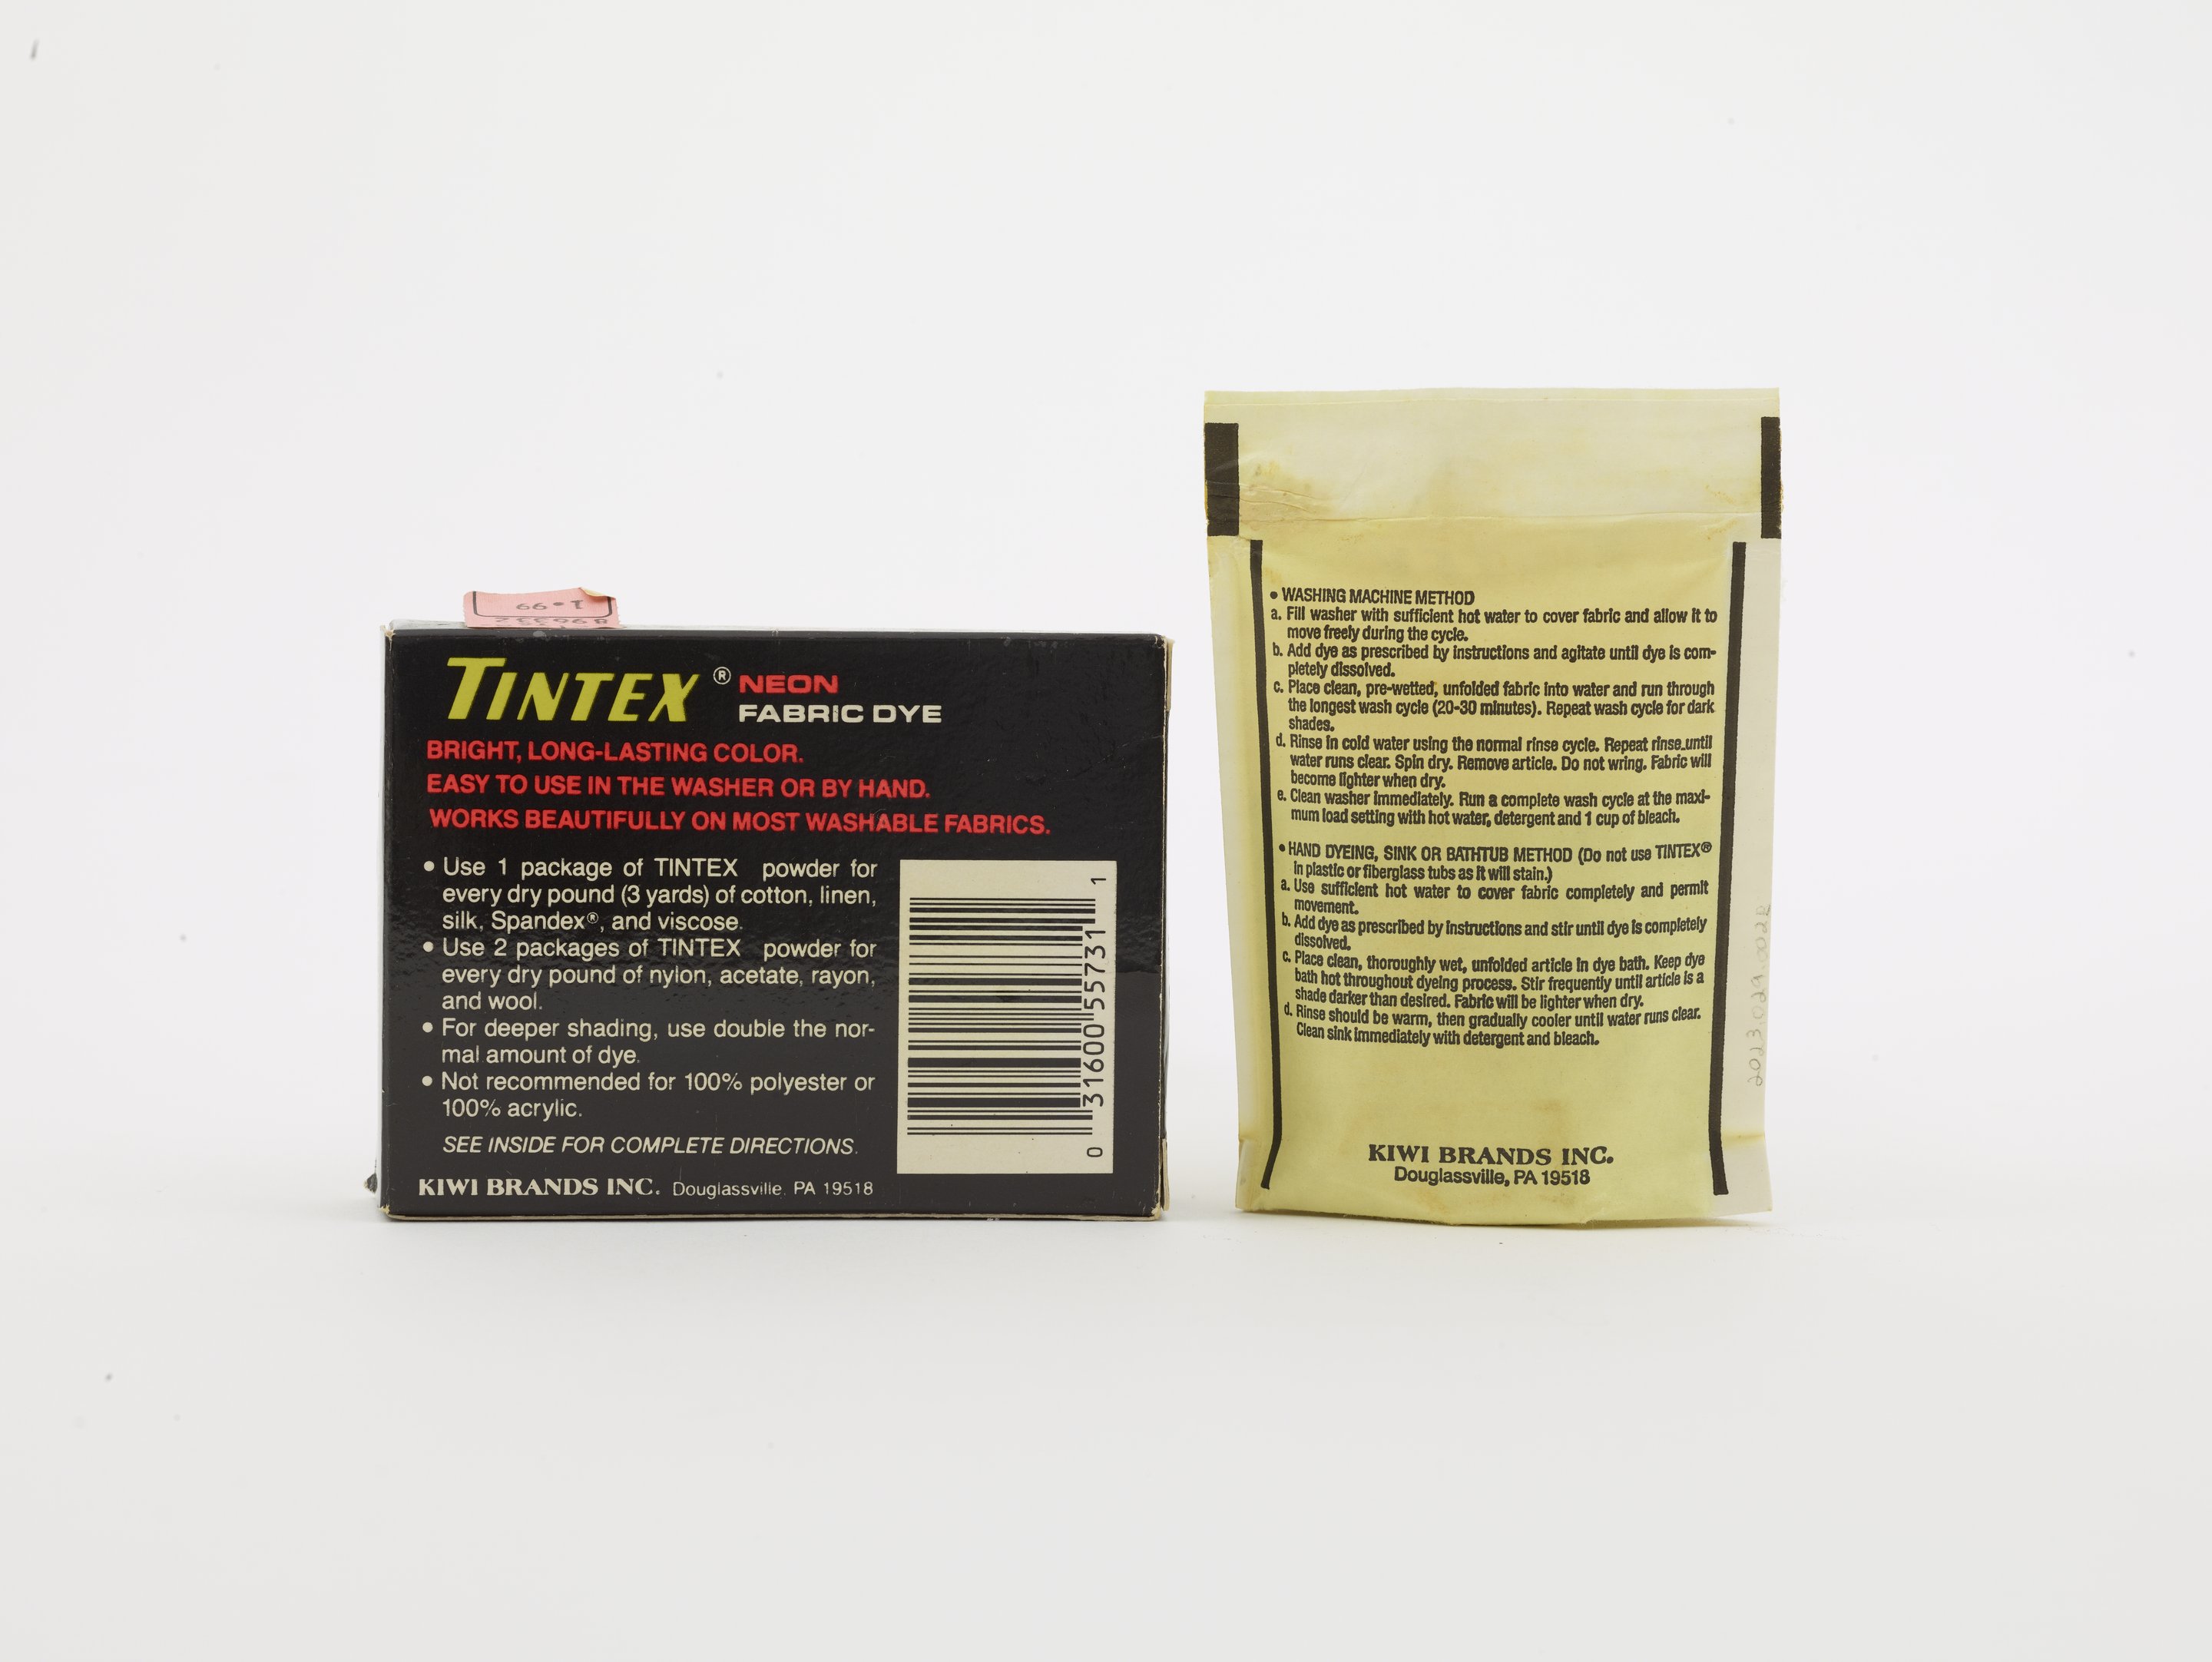 1.99
TINTEX® NEON
FABRIC DYE
BRIGHT, LONG-LASTING COLOR.
EASY TO USE IN THE WASHER OR BY HAND.
WORKS BEAUTIFULLY ON MOST WASHABLE FABRICS.
• Use 1 package of TINTEX powder for
every dry pound (3 yards) of cotton, linen,
silk, Spandex®, and viscose.
• Use 2 packages of TINTEX powder for
every dry pound of nylon, acetate, rayon,
and wool.
• For deeper shading, use double the nor-
mal amount of dye.
• Not recommended for 100% polyester or
100% acrylic.
SEE INSIDE FOR COMPLETE DIRECTIONS.
KIWI BRANDS INC. Douglassville, PA 19518
0 31600 55731 1
• WASHING MACHINE METHOD
a. Fill washer with sufficient hot water to cover fabric and allow it to
move freely during the cycle.
b. Add dye as prescribed by instructions and agitate until dye is com-
pletely dissolved.
c. Place clean, pre-wetted, unfolded fabric into water and run through
the longest wash cycle (20-30 minutes). Repeat wash cycle for dark
shades.
d. Rinse in cold water using the normal rinse cycle. Repeat rinse until
water runs clear. Spin dry. Remove article. Do not wring. Fabric will
become lighter when dry.
e. Clean washer immediately. Run a complete wash cycle at the maxi-
mum load setting with hot water, detergent and 1 cup of bleach.
• HAND DYEING, SINK OR BATHTUB METHOD (Do not use TINTEX®
in plastic or fiberglass tubs as it will stain.)
a. Use sufficient hot water to cover fabric completely and permit
movement.
b. Add dye as prescribed by instructions and stir until dye is completely
dissolved.
c. Place clean, thoroughly wet, unfolded article in dye bath. Keep dye
bath hot throughout dyeing process. Stir frequently until article is a
shade darker than desired. Fabric will be lighter when dry.
d. Rinse should be warm, then gradually cooler until water runs clear.
Clean sink immediately with detergent and bleach.
KIWI BRANDS INC.
Douglassville, PA 19518